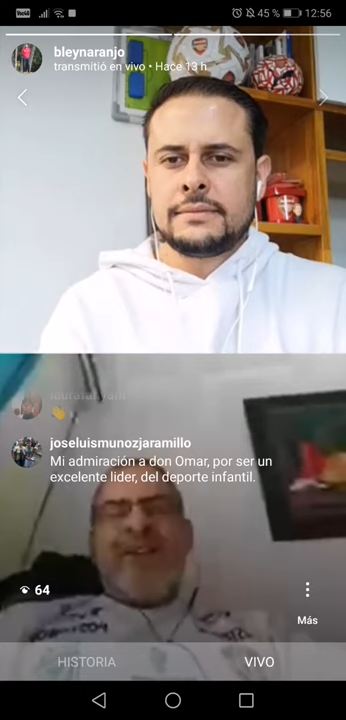 VoLTE
45 %
12:56
bleynaranjo
transmitió en vivo • Hace 13 h
joseluismunozjaramillo
Mi admiración a don Omar, por ser un
excelente lider, del deporte infantil.
64
Más
HISTORIA
VIVO